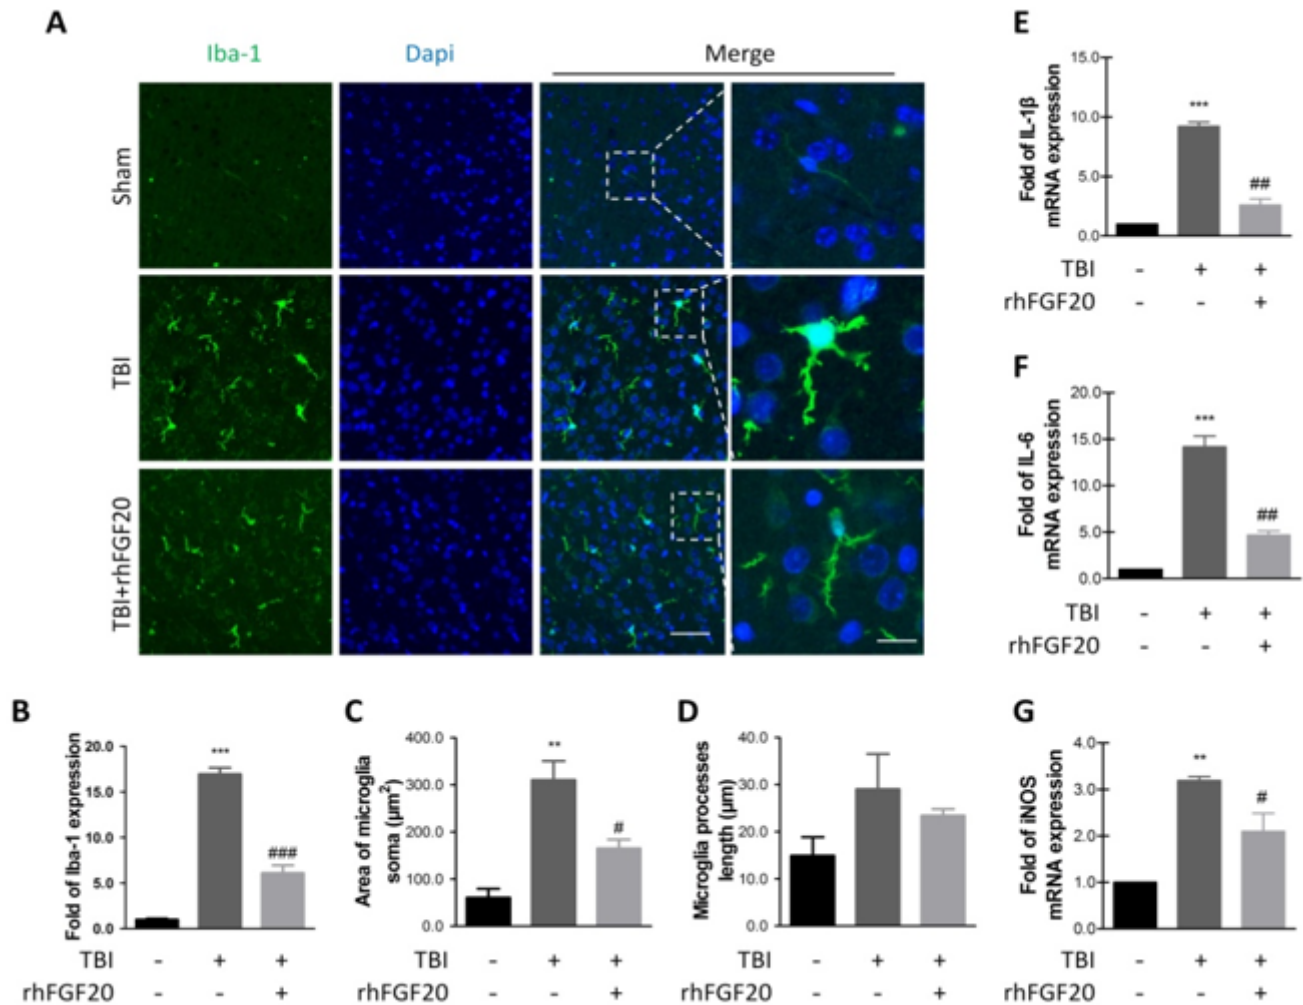 A
Iba-1 Dapi Merge
Sham
TBI
TBI+rhFGF20
B
Fold of Iba-1 expression
20.0
15.0
10.0
5.0
0.0
***
###
TBI - + +
rhFGF20 - - +
C
Area of microglia
soma (µm²)
400.0
300.0
200.0
100.0
0.0
**
#
TBI - + +
rhFGF20 - - +
D
Microglia processes
length (µm)
40.0
30.0
20.0
10.0
0.0
TBI - + +
rhFGF20 - - +
E
Fold of IL-1β
mRNA expression
15.0
10.0
5.0
0.0
***
##
TBI - + +
rhFGF20 - - +
F
Fold of IL-6
mRNA expression
20.0
15.0
10.0
5.0
0.0
***
##
TBI - + +
rhFGF20 - - +
G
Fold of iNOS
mRNA expression
4.0
3.0
2.0
1.0
0.0
**
#
TBI - + +
rhFGF20 - - +